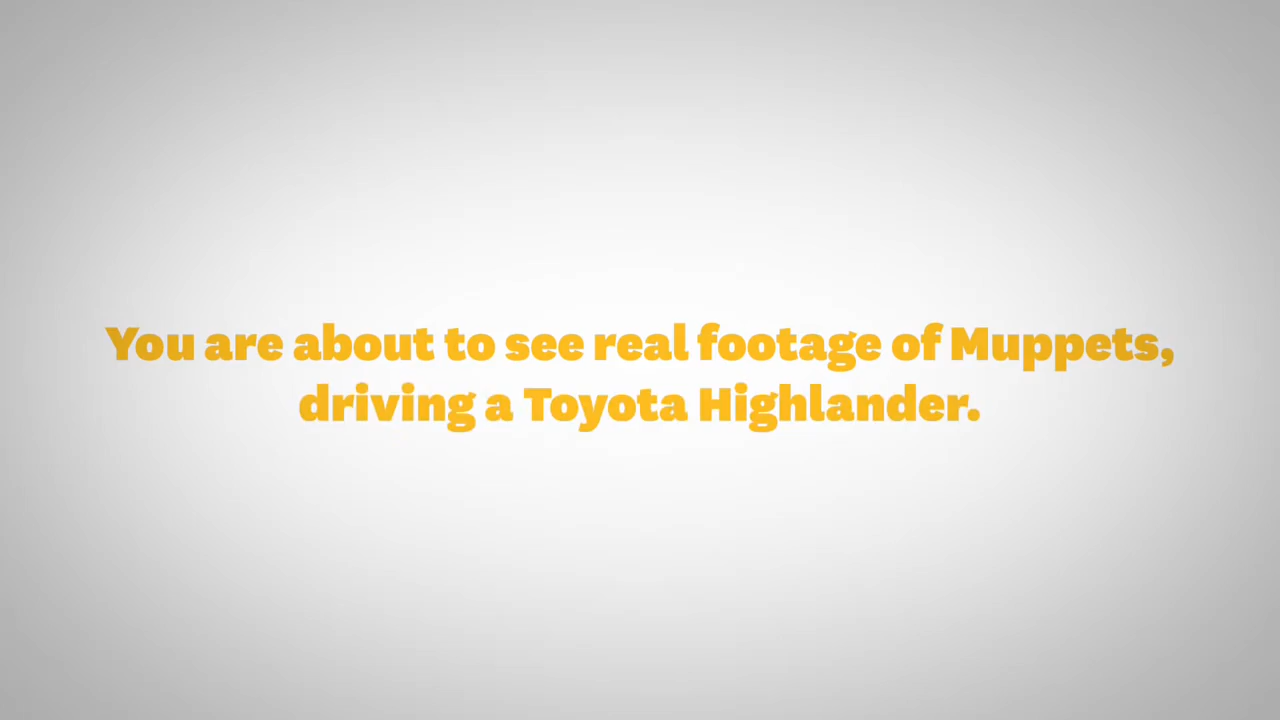 You are about to see real footage of Muppets,
driving a Toyota Highlander.